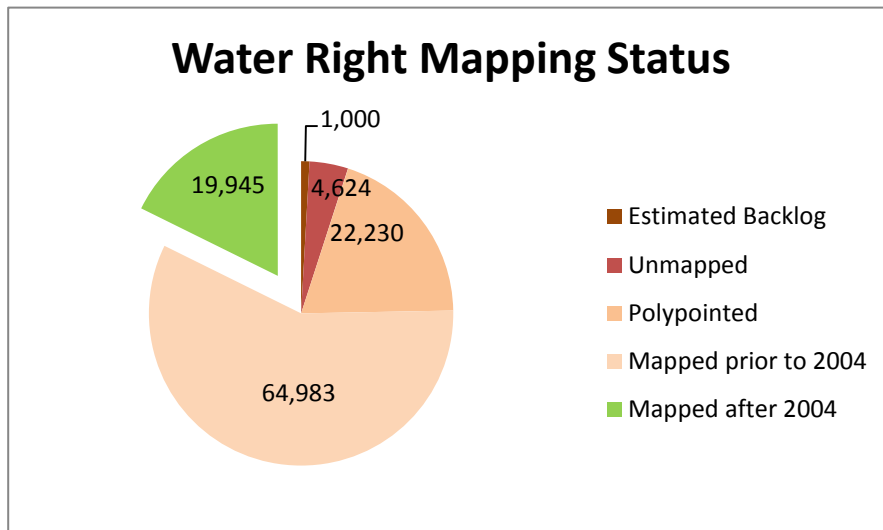 Water Right Mapping Status
1,000
19,945
4,624
22,230
64,983
Estimated Backlog
Unmapped
Polypointed
Mapped prior to 2004
Mapped after 2004